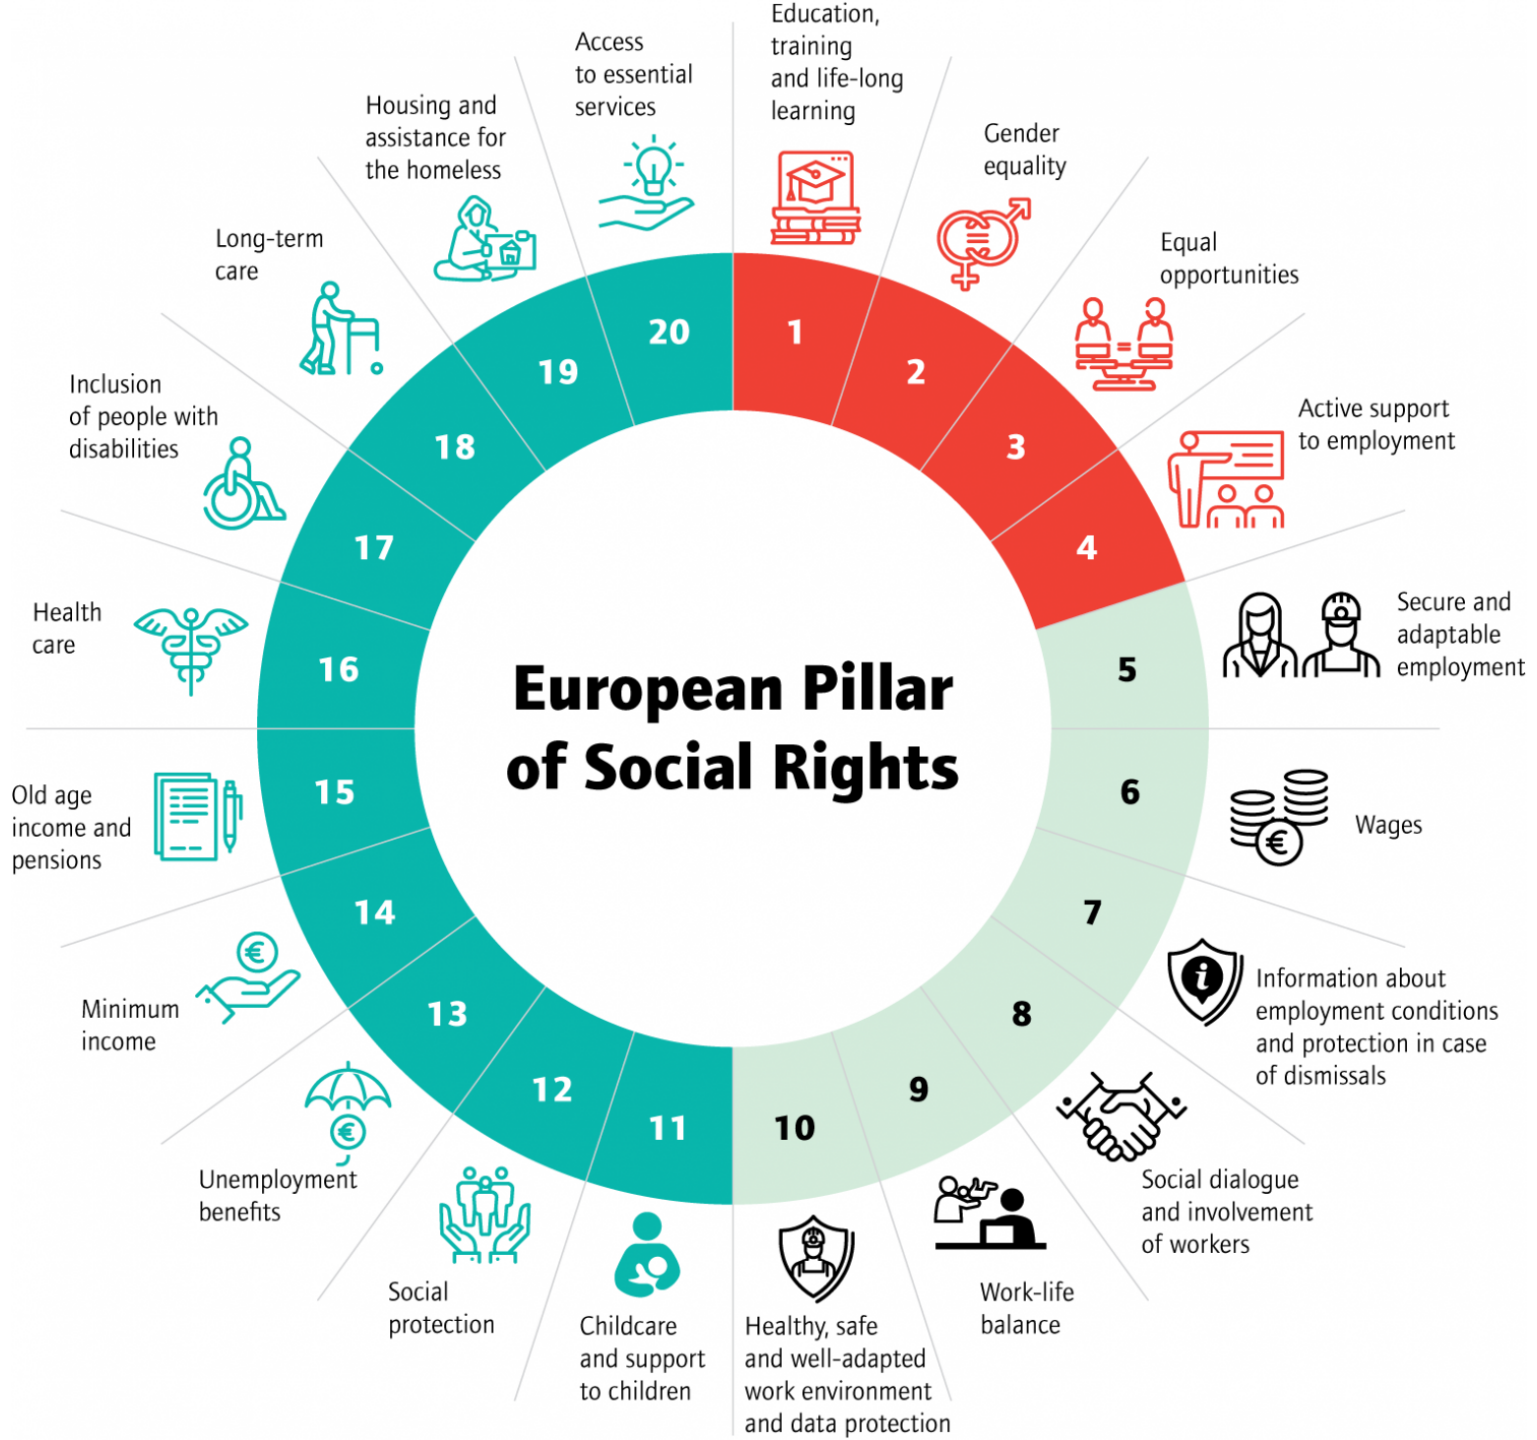 European Pillar
of Social Rights
1
Education,
training
and life-long
learning
2
Gender
equality
3
Equal
opportunities
4
Active support
to employment
5
Secure and
adaptable
employment
6
€
Wages
7
i
Information about
employment conditions
and protection in case
of dismissals
8
Social dialogue
and involvement
of workers
9
Work-life
balance
10
Healthy, safe
and well-adapted
work environment
and data protection
11
Childcare
and support
to children
12
Social
protection
13
€
Unemployment
benefits
14
€
Minimum
income
15
Old age
income and
pensions
16
Health
care
17
Inclusion
of people with
disabilities
18
Long-term
care
19
Housing and
assistance for
the homeless
20
Access
to essential
services